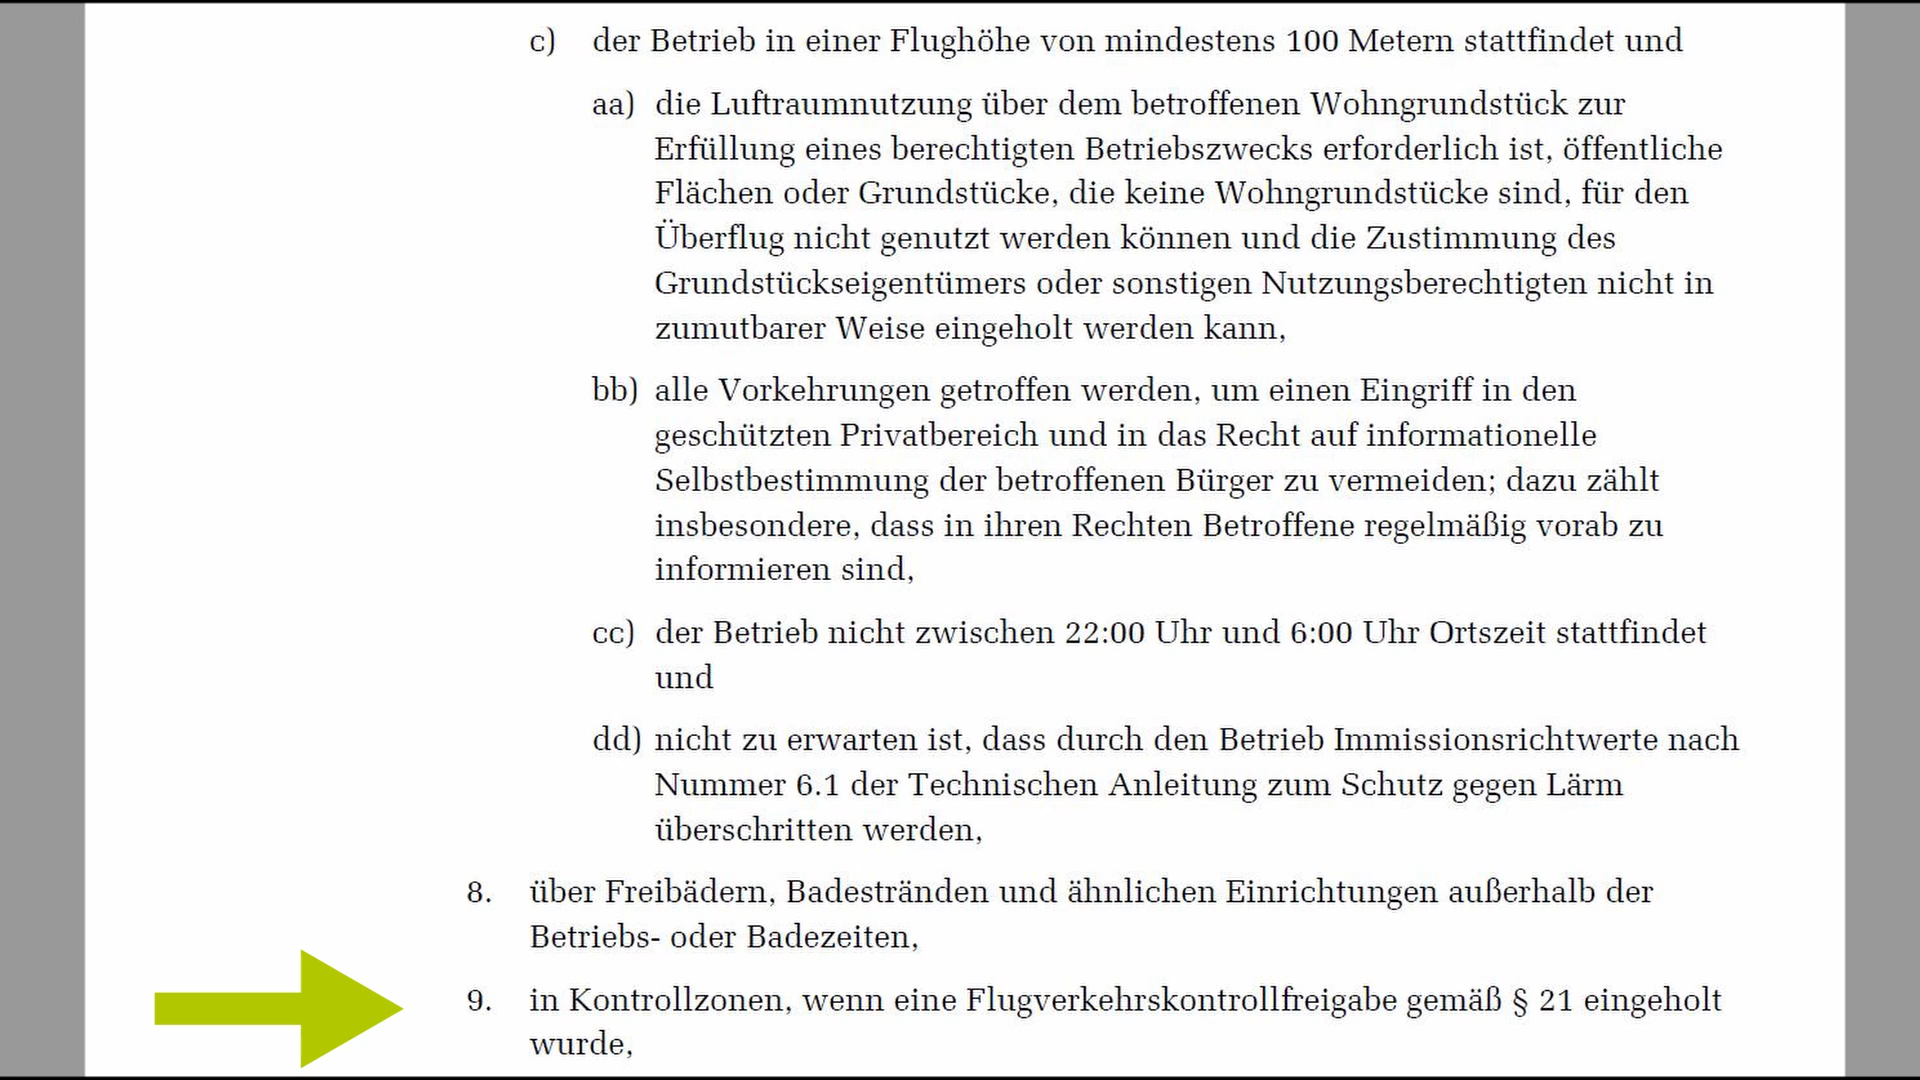 c) der Betrieb in einer Flughöhe von mindestens 100 Metern stattfindet und
aa) die Luftraumnutzung über dem betroffenen Wohngrundstück zur
Erfüllung eines berechtigten Betriebszwecks erforderlich ist, öffentliche
Flächen oder Grundstücke, die keine Wohngrundstücke sind, für den
Überflug nicht genutzt werden können und die Zustimmung des
Grundstückseigentümers oder sonstigen Nutzungsberechtigten nicht in
zumutbarer Weise eingeholt werden kann,
bb) alle Vorkehrungen getroffen werden, um einen Eingriff in den
geschützten Privatbereich und in das Recht auf informationelle
Selbstbestimmung der betroffenen Bürger zu vermeiden; dazu zählt
insbesondere, dass in ihren Rechten Betroffene regelmäßig vorab zu
informieren sind,
cc) der Betrieb nicht zwischen 22:00 Uhr und 6:00 Uhr Ortszeit stattfindet
und
dd) nicht zu erwarten ist, dass durch den Betrieb Immissionsrichtwerte nach
Nummer 6.1 der Technischen Anleitung zum Schutz gegen Lärm
überschritten werden,
8. über Freibädern, Badestränden und ähnlichen Einrichtungen außerhalb der
Betriebs- oder Badezeiten,
9. in Kontrollzonen, wenn eine Flugverkehrskontrollfreigabe gemäß § 21 eingeholt
wurde,